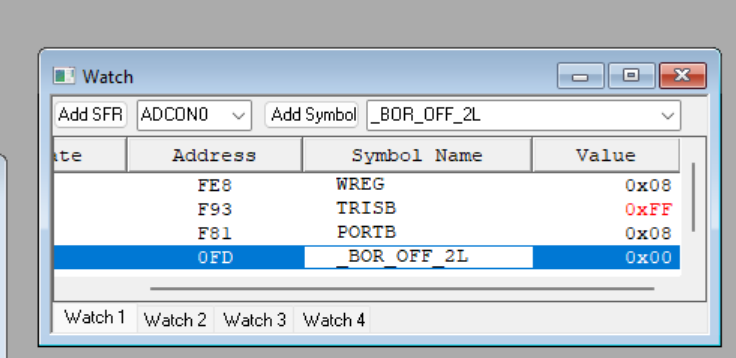 Watch
Add SFR ADCON0 Add Symbol _BOR_OFF_2L
ate Address Symbol Name Value
FE8 WREG 0x08
F93 TRISB 0xFF
F81 PORTB 0x08
0FD _BOR_OFF_2L 0x00
Watch 1 Watch 2 Watch 3 Watch 4